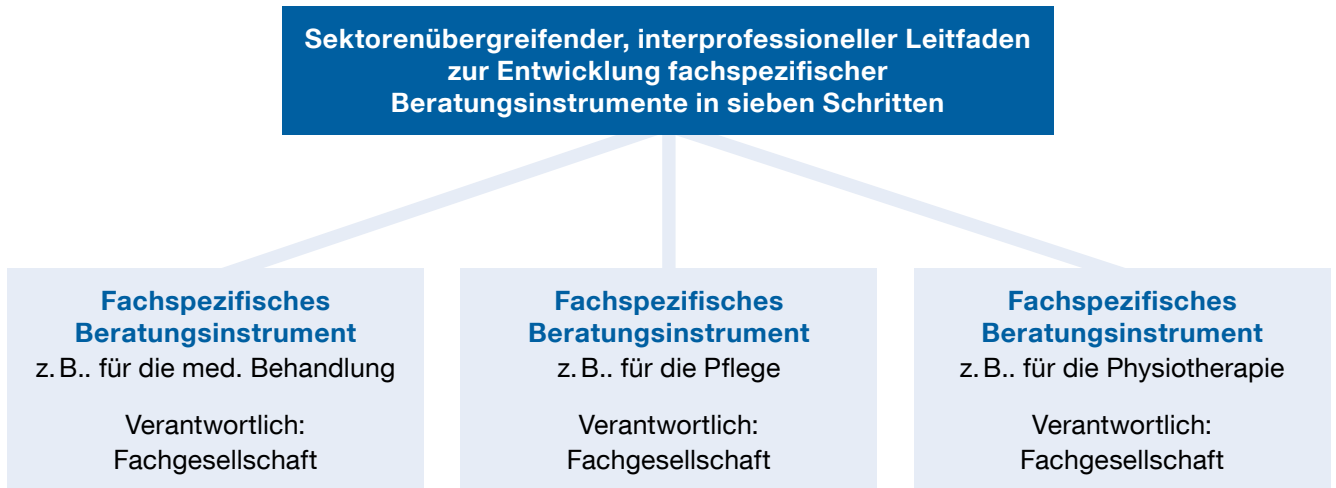 Sektorenübergreifender, interprofessioneller Leitfaden
zur Entwicklung fachspezifischer
Beratungsinstrumente in sieben Schritten
Fachspezifisches
Beratungsinstrument
z. B.. für die med. Behandlung
Verantwortlich:
Fachgesellschaft
Fachspezifisches
Beratungsinstrument
z. B.. für die Pflege
Verantwortlich:
Fachgesellschaft
Fachspezifisches
Beratungsinstrument
z. B.. für die Physiotherapie
Verantwortlich:
Fachgesellschaft